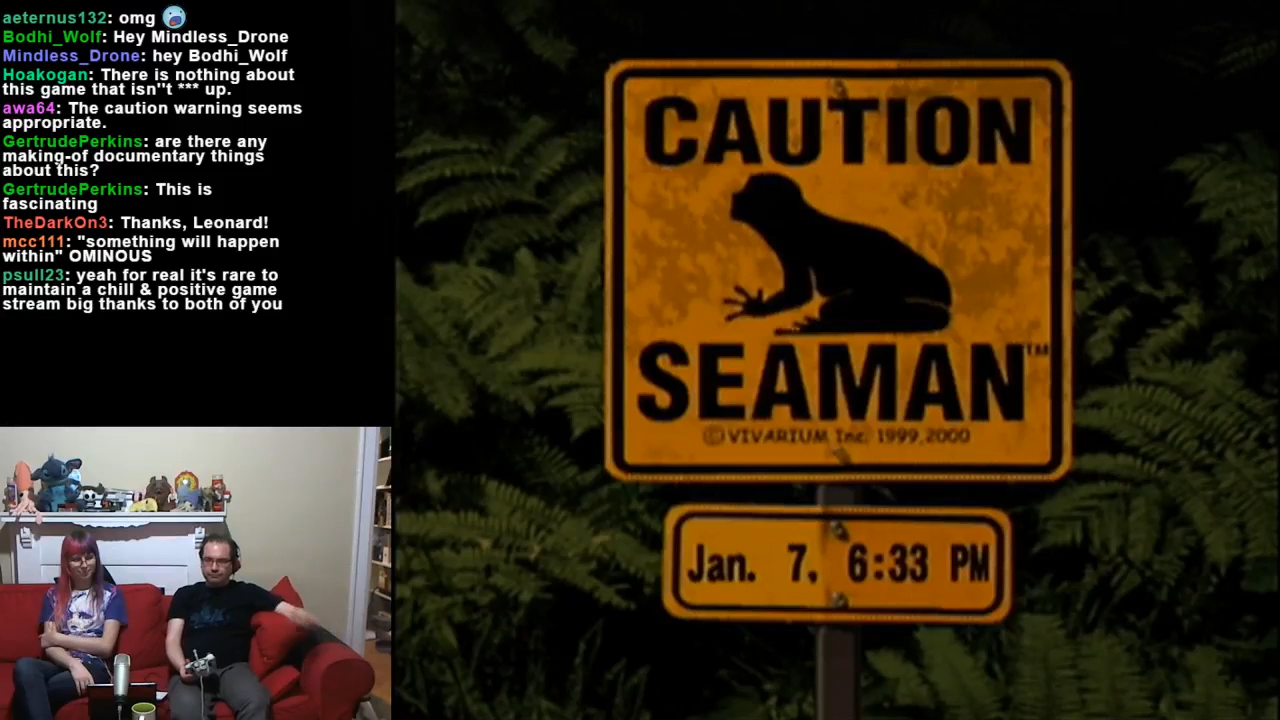 aeternus132: omg
Bodhi_Wolf: Hey Mindless_Drone
Mindless_Drone: hey Bodhi_Wolf
Hoakogan: There is nothing about
this game that isn''t *** up.
awa64: The caution warning seems
appropriate.
GertrudePerkins: are there any
making-of documentary things
about this?
GertrudePerkins: This is
fascinating
TheDarkOn3: Thanks, Leonard!
mcc111: "something will happen
within" OMINOUS
psull23: yeah for real it's rare to
maintain a chill & positive game
stream big thanks to both of you
CAUTION
SEAMAN™
©VIVARIUM Inc. 1999,2000
Jan. 7, 6:33 PM